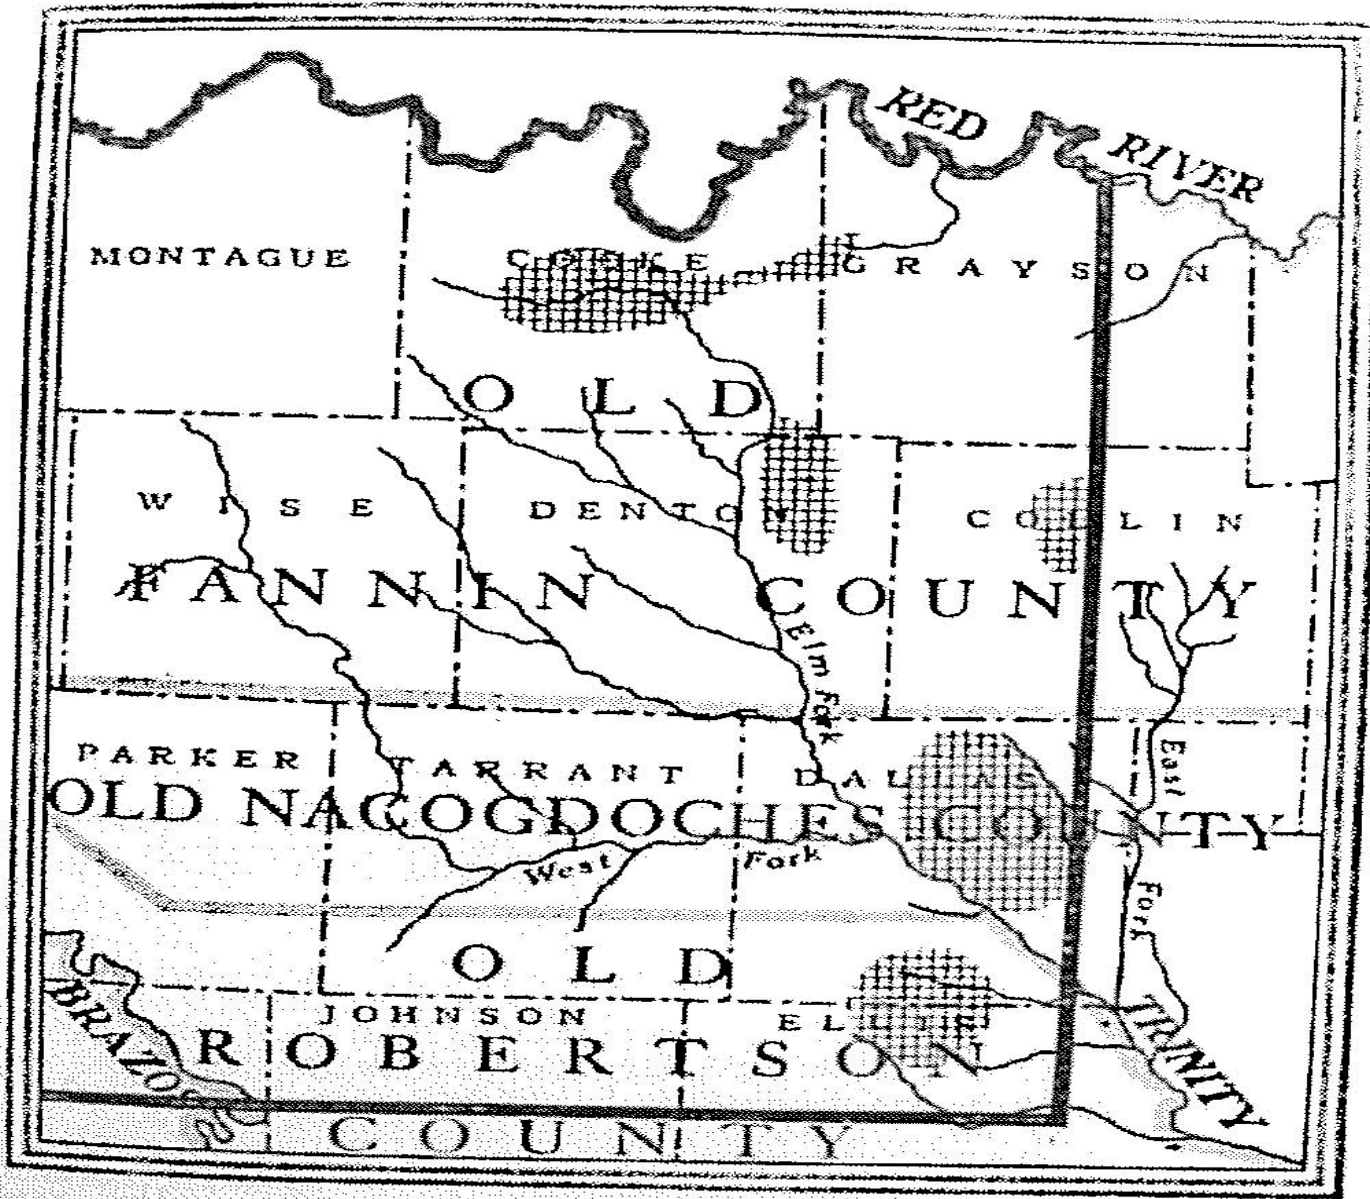 RED RIVER
MONTAGUE COOKE GRAYSON
OLD
WISE DENTON COLLIN
FANNIN COUNTY
Elm Fork
PARKER TARRANT DALLAS East
OLD NACOGDOCHES COUNTY
West Fork
Fork
OLD
BRAZOS
JOHNSON ELLIS
ROBERTSON
TRINITY
COUNTY